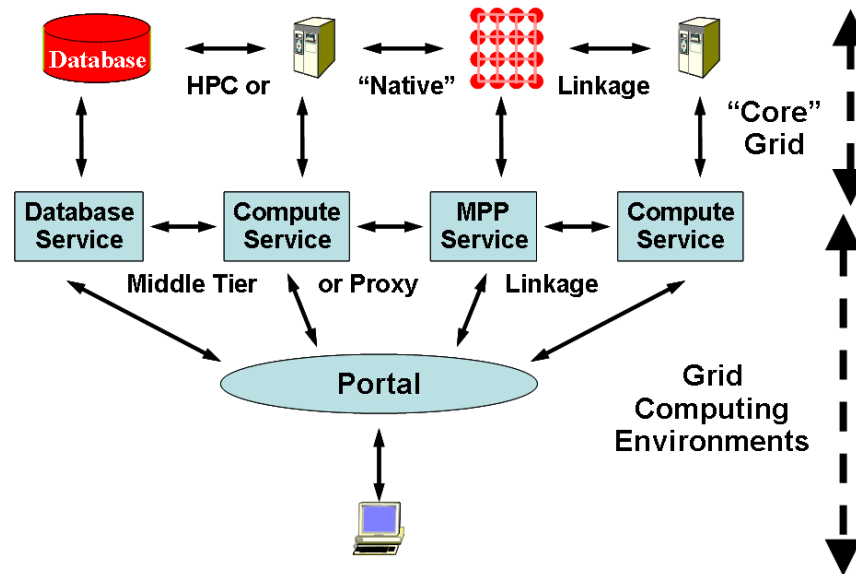 Database
HPC or “Native” Linkage
“Core”
Grid
Database
Service
Compute
Service
MPP
Service
Compute
Service
Middle Tier or Proxy Linkage
Portal
Grid
Computing
Environments